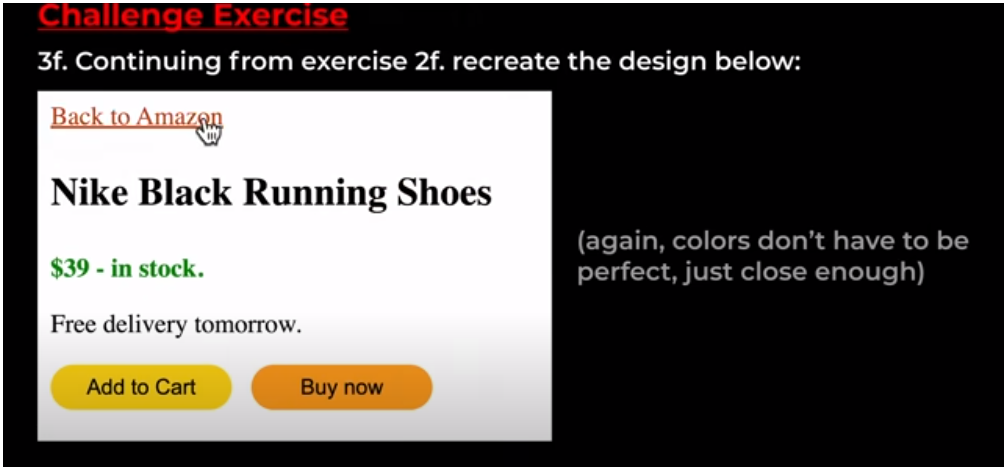 Challenge Exercise
3f. Continuing from exercise 2f. recreate the design below:
Back to Amazon
Nike Black Running Shoes
$39 - in stock.
Free delivery tomorrow.
Add to Cart
Buy now
(again, colors don't have to be
perfect, just close enough)